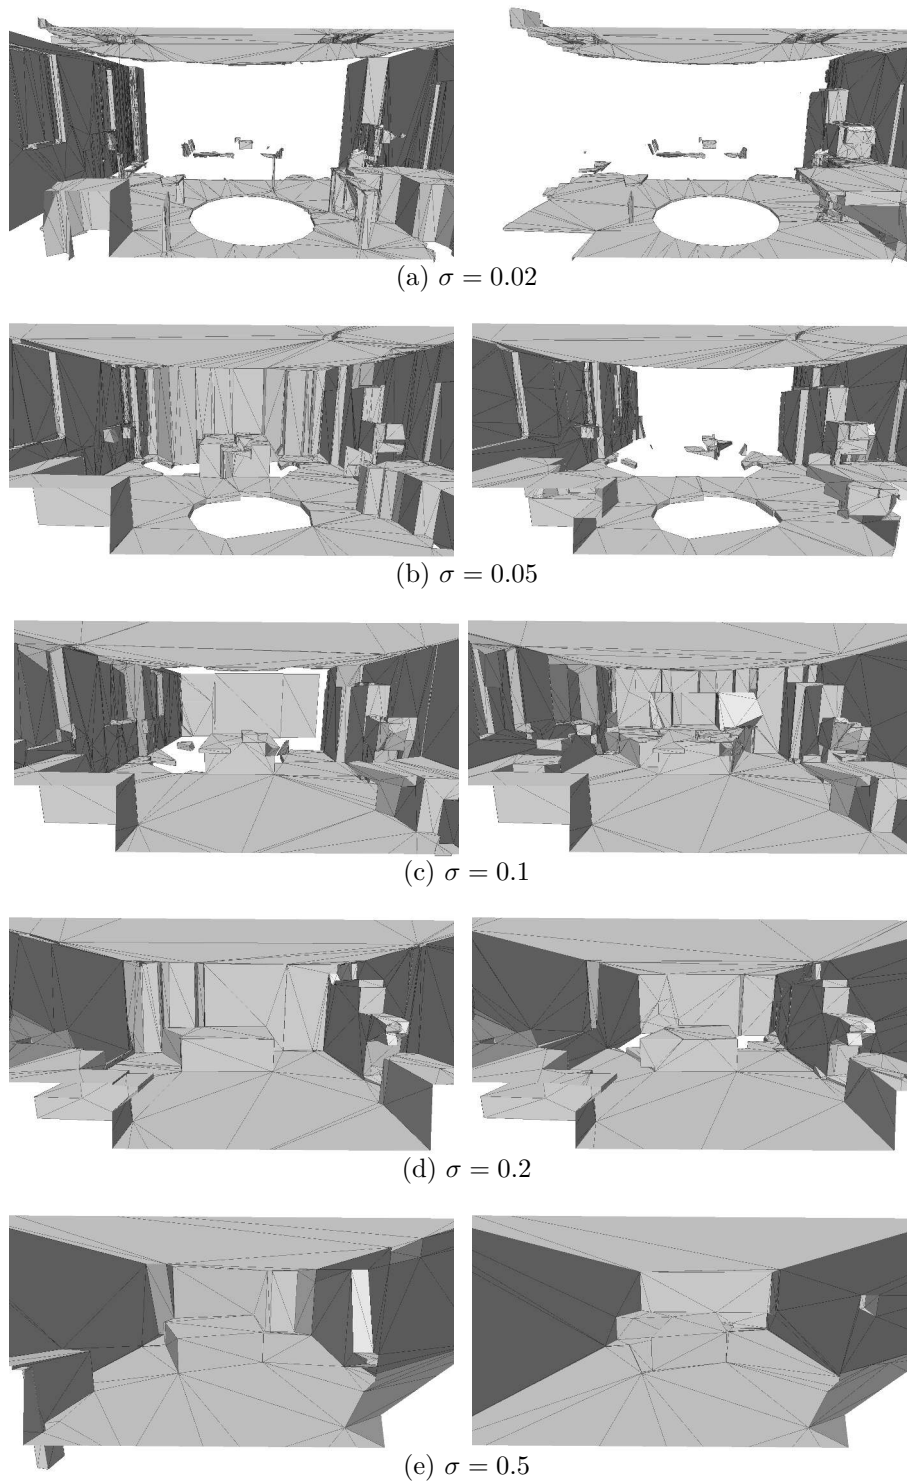 (a) σ = 0.02
(b) σ = 0.05
(c) σ = 0.1
(d) σ = 0.2
(e) σ = 0.5